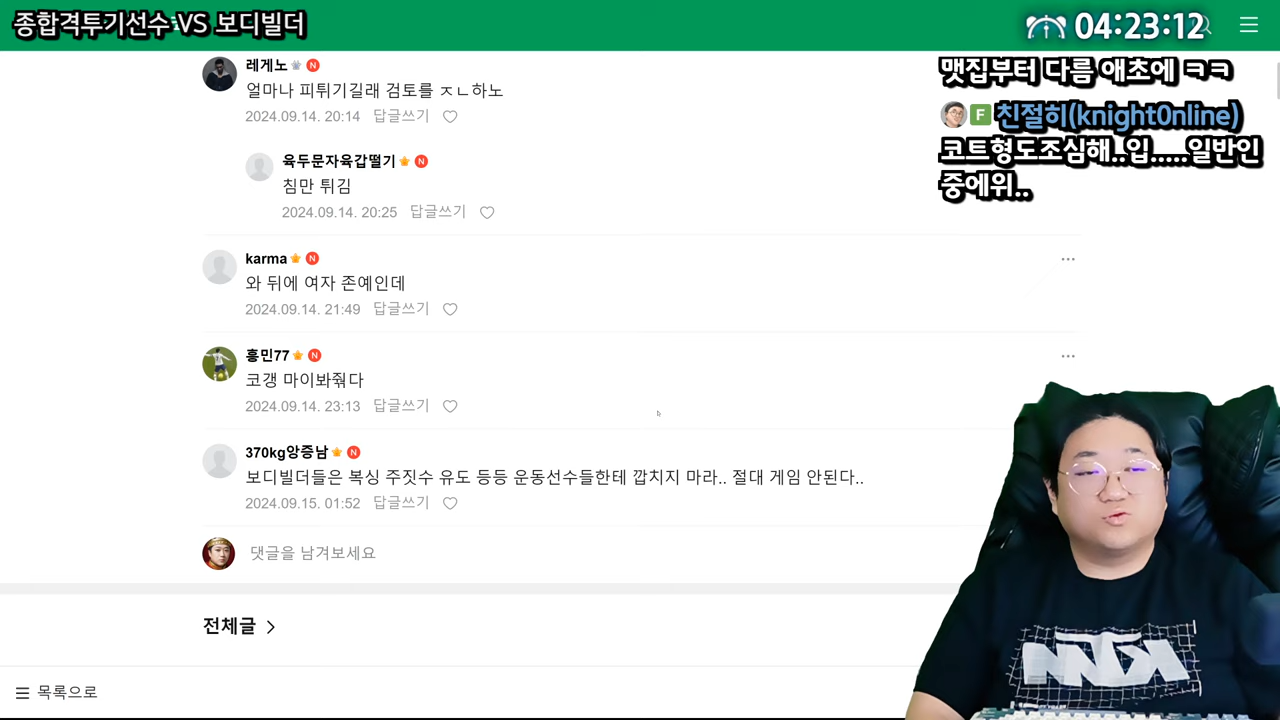 종합격투기선수 VS 보디빌더
04:23:12
레게노 N
얼마나 피튀기길래 검토를 ㅈㄴ하노
2024.09.14. 20:14 답글쓰기
육두문자육갑떨기 N
침만 튀김
2024.09.14. 20:25 답글쓰기
karma N
와 뒤에 여자 존예인데
2024.09.14. 21:49 답글쓰기
흥민77 N
코갱 마이봐줬다
2024.09.14. 23:13 답글쓰기
370kg앙증남 N
보디빌더들은 복싱 주짓수 유도 등등 운동선수들한테 깝치지 마라.. 절대 게임 안된다..
2024.09.15. 01:52 답글쓰기
댓글을 남겨보세요
전체글 >
목록으로
맷집부터 다름 애초에 ㅋㅋ
F 친절히(knight0nline)
코트형도조심해..입.....일반인
중에위..